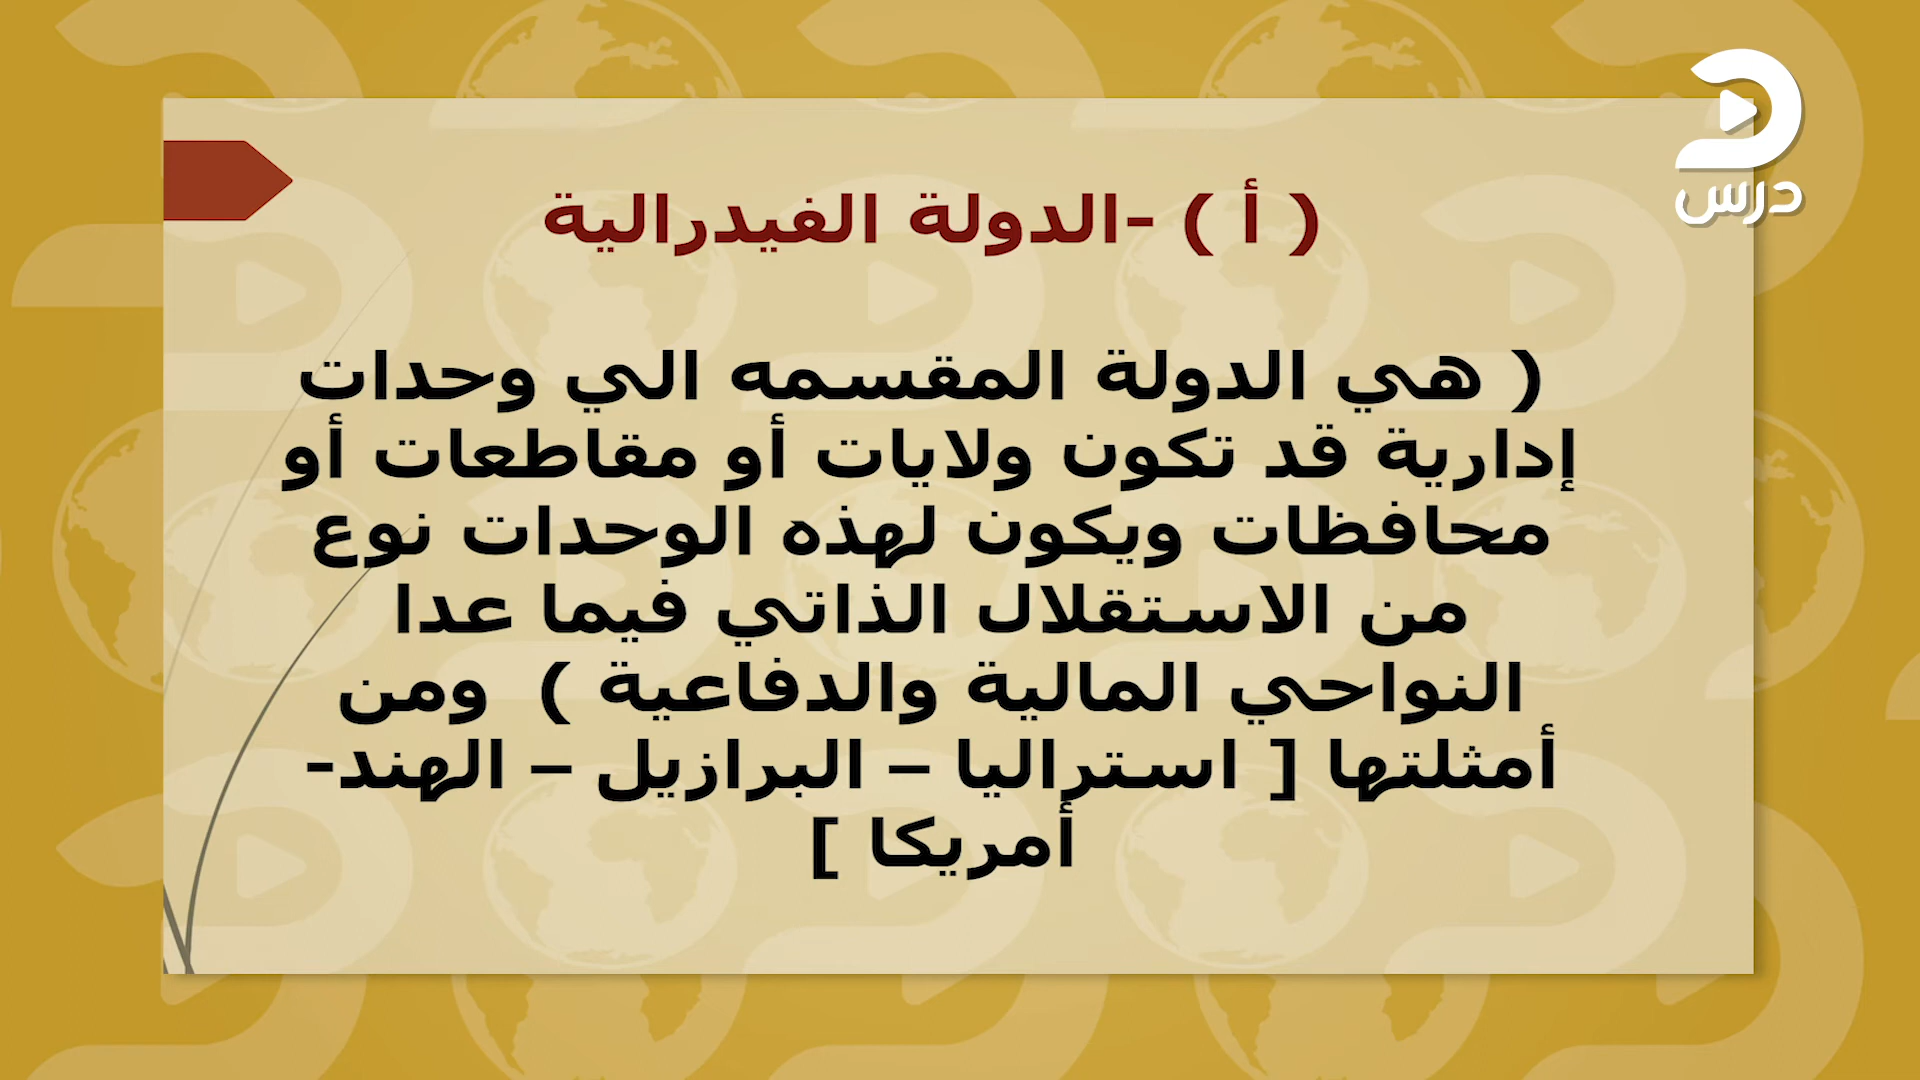 درس
( أ ) -الدولة الفيدرالية
( هي الدولة المقسمه الي وحدات
إدارية قد تكون ولايات أو مقاطعات أو
محافظات ويكون لهذه الوحدات نوع
من الاستقلال الذاتي فيما عدا
النواحي المالية والدفاعية ) ومن
أمثلتها [ استراليا – البرازيل – الهند-
أمريكا ]